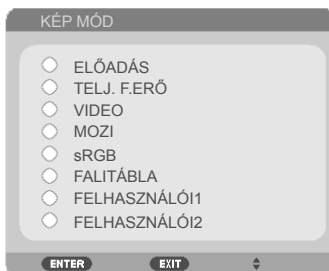 KÉP MÓD
ELŐADÁS
TELJ. F.ERŐ
VIDEO
MOZI
sRGB
FALITÁBLA
FELHASZNÁLÓI1
FELHASZNÁLÓI2
ENTER EXIT